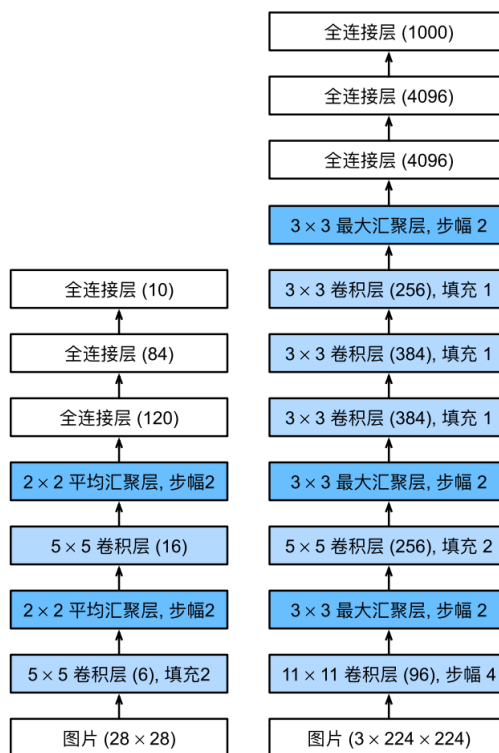 全连接层 (10)
全连接层 (84)
全连接层 (120)
2 × 2 平均汇聚层, 步幅2
5 × 5 卷积层 (16)
2 × 2 平均汇聚层, 步幅2
5 × 5 卷积层 (6), 填充2
图片 (28 × 28)
全连接层 (1000)
全连接层 (4096)
全连接层 (4096)
3 × 3 最大汇聚层, 步幅 2
3 × 3 卷积层 (256), 填充 1
3 × 3 卷积层 (384), 填充 1
3 × 3 卷积层 (384), 填充 1
3 × 3 最大汇聚层, 步幅 2
5 × 5 卷积层 (256), 填充 2
3 × 3 最大汇聚层, 步幅 2
11 × 11 卷积层 (96), 步幅 4
图片 (3 × 224 × 224)